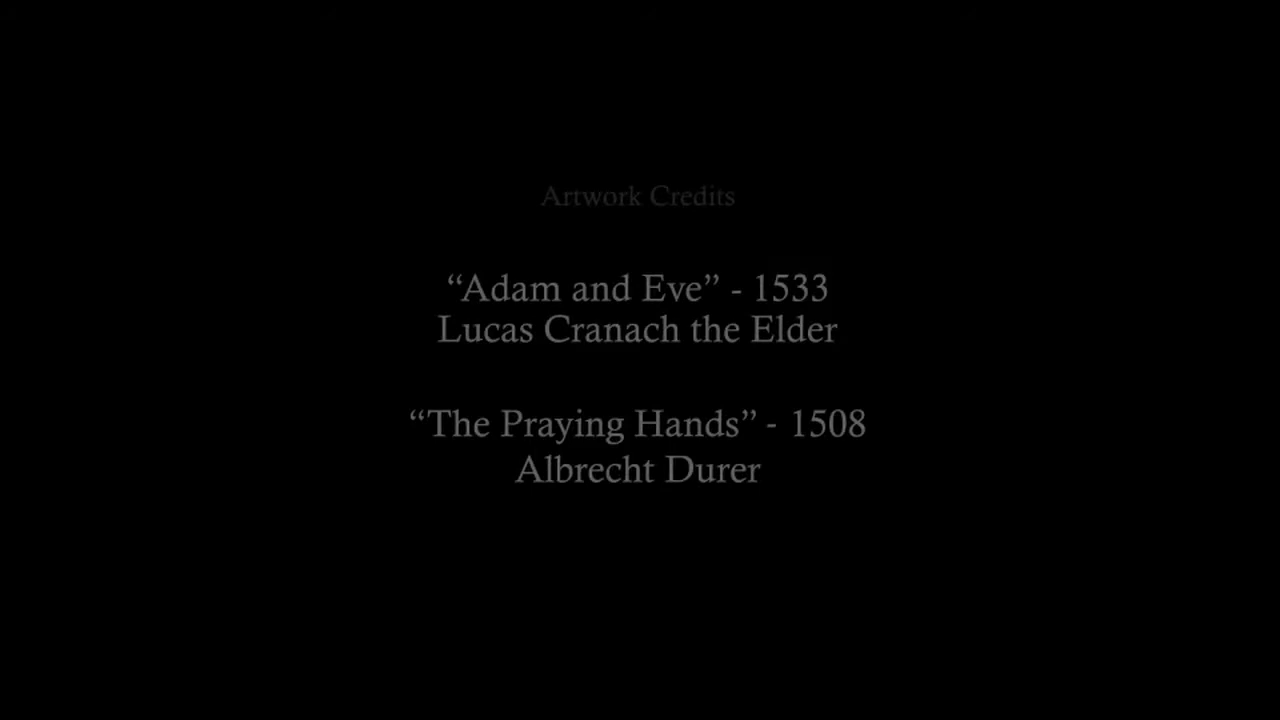 Artwork Credits
“Adam and Eve” - 1533
Lucas Cranach the Elder
“The Praying Hands” - 1508
Albrecht Durer